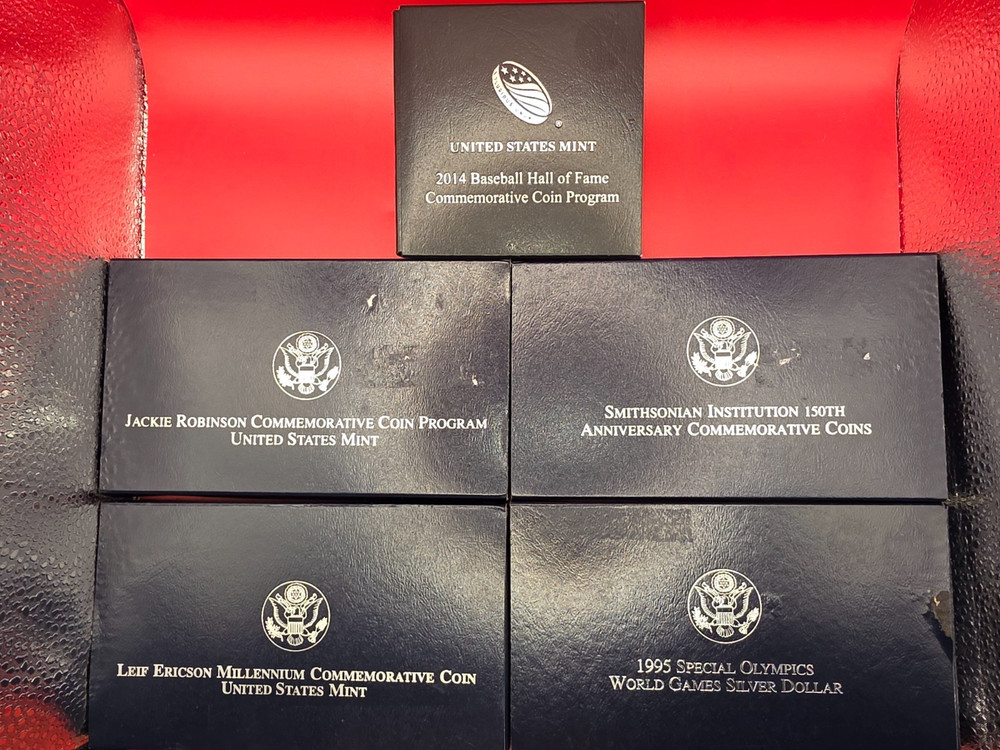 UNITED STATES MINT
2014 Baseball Hall of Fame
Commemorative Coin Program
JACKIE ROBINSON COMMEMORATIVE COIN PROGRAM
UNITED STATES MINT
SMITHSONIAN INSTITUTION 150TH
ANNIVERSARY COMMEMORATIVE COINS
LEIF ERICSON MILLENNIUM COMMEMORATIVE COIN
UNITED STATES MINT
1995 SPECIAL OLYMPICS
WORLD GAMES SILVER DOLLAR